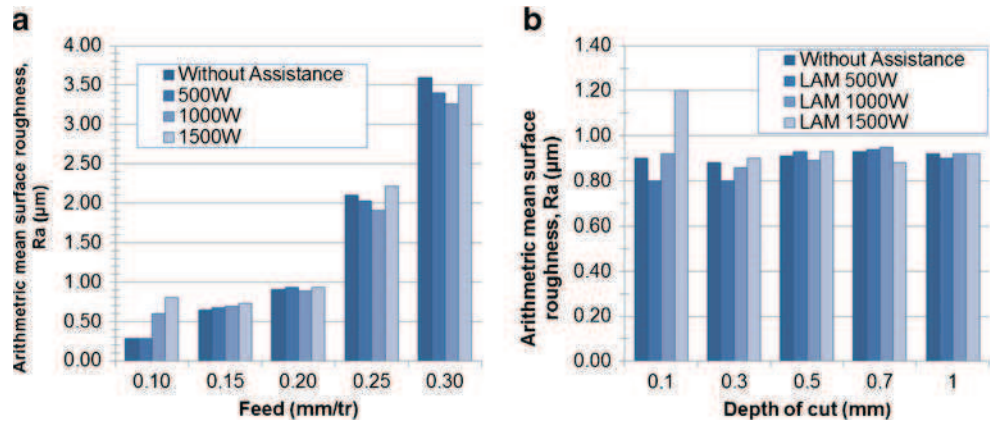 a
Arithmetric mean surface roughness,
Ra (µm)
4.00
3.50
3.00
2.50
2.00
1.50
1.00
0.50
0.00
Without Assistance
500W
1000W
1500W
0.10 0.15 0.20 0.25 0.30
Feed (mm/tr)
b
Arithmetric mean surface
roughness, Ra (µm)
1.40
1.20
1.00
0.80
0.60
0.40
0.20
0.00
Without Assistance
LAM 500W
LAM 1000W
LAM 1500W
0.1 0.3 0.5 0.7 1
Depth of cut (mm)